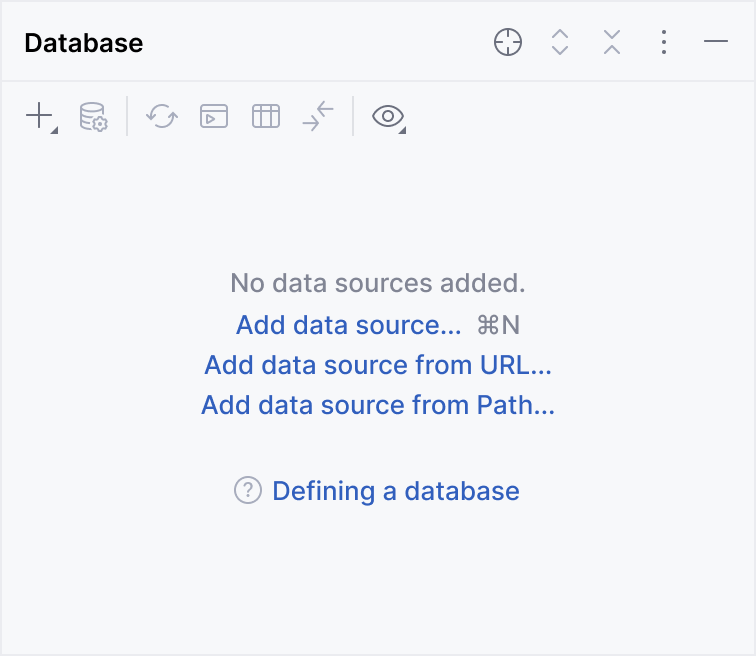 Database
No data sources added.
Add data source... ⌘N
Add data source from URL...
Add data source from Path...
? Defining a database